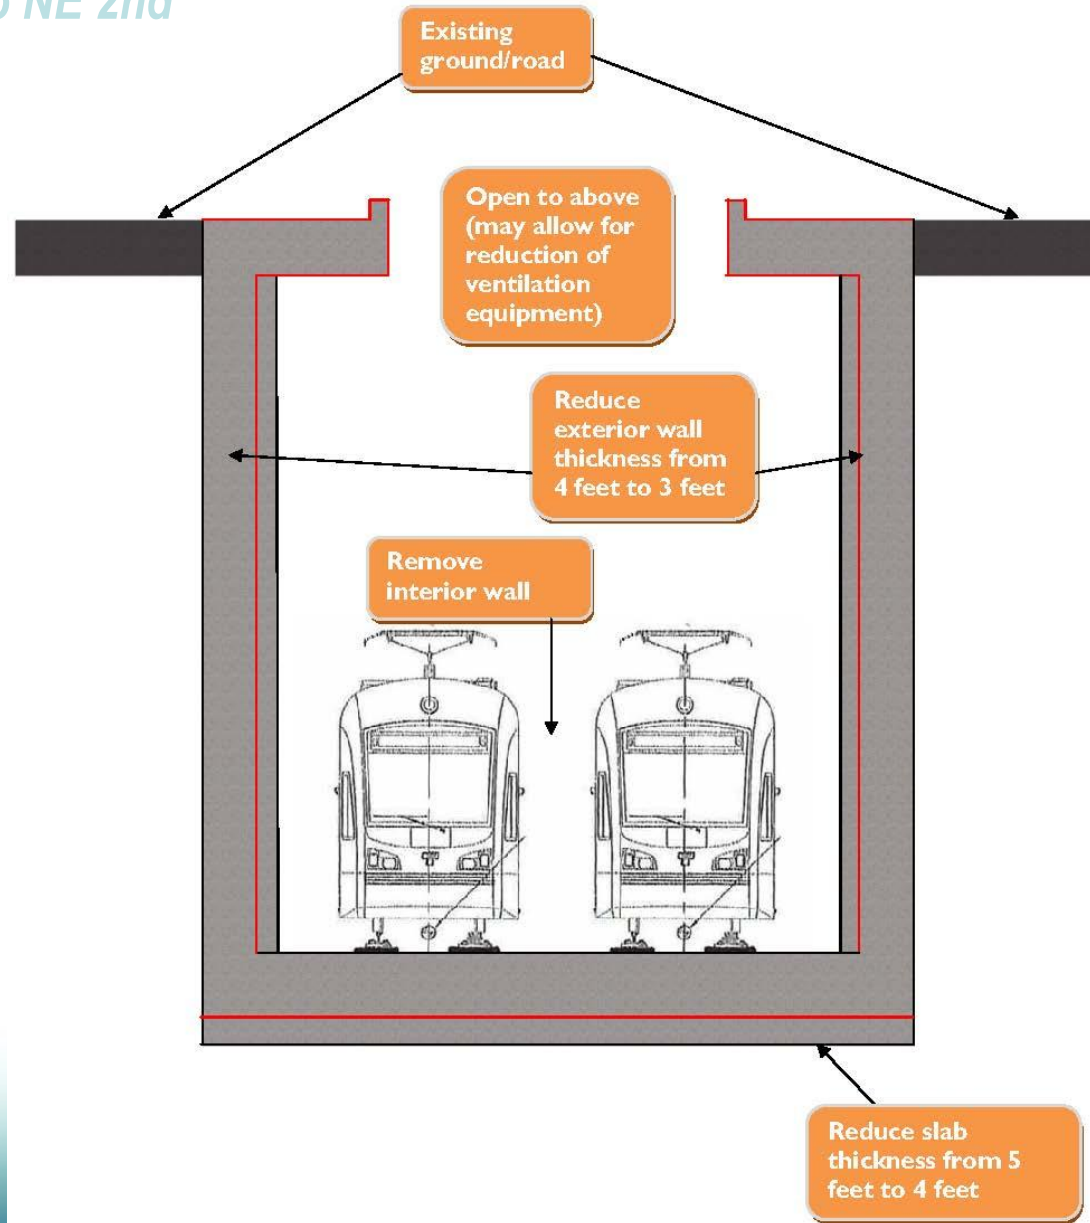 NE 2nd
Existing
ground/road
Open to above
(may allow for
reduction of
ventilation
equipment)
Reduce
exterior wall
thickness from
4 feet to 3 feet
Remove
interior wall
Reduce slab
thickness from 5
feet to 4 feet